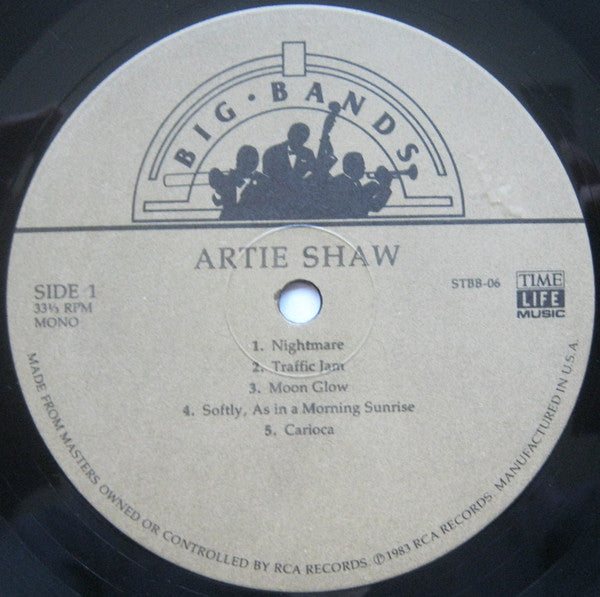 BIG · BANDS
ARTIE SHAW
SIDE 1
33⅓ RPM
MONO
STBB-06
TIME
LIFE
MUSIC
1. Nightmare
2. Traffic Jam
3. Moon Glow
4. Softly, As in a Morning Sunrise
5. Carioca
MADE FROM MASTERS OWNED OR CONTROLLED BY RCA RECORDS. ℗1983 RCA RECORDS. MANUFACTURED IN U.S.A.